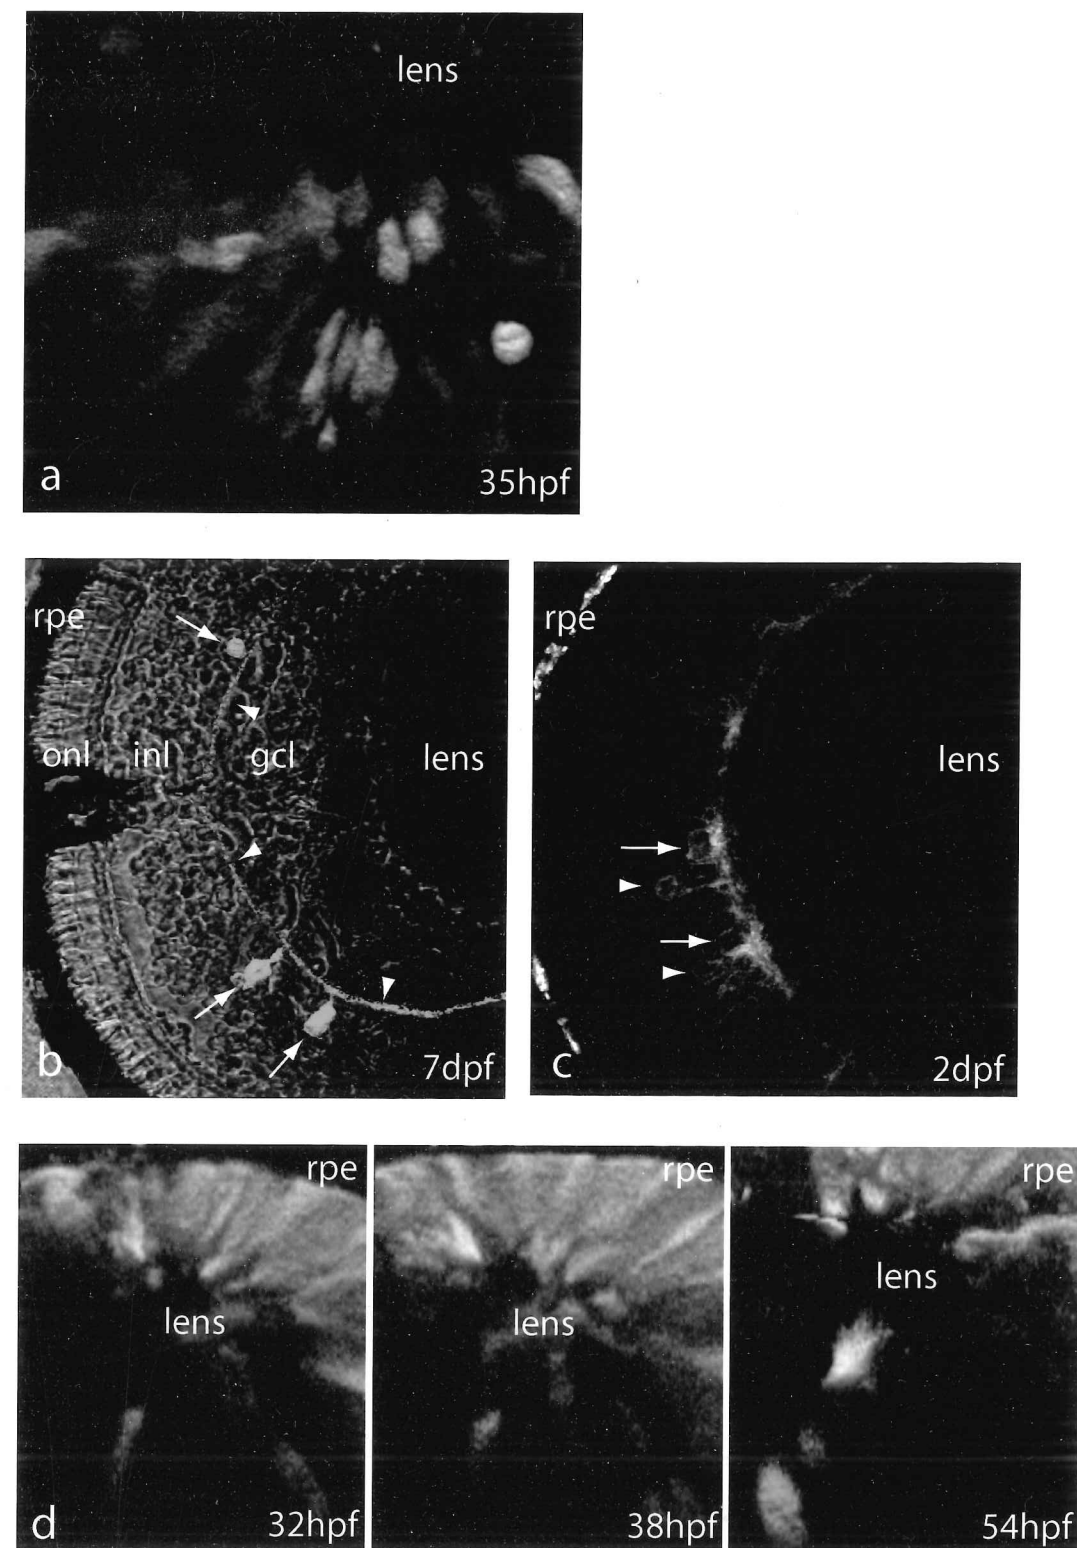 lens
a
35hpf
rpe
onl
inl
gcl
lens
b
7dpf
rpe
lens
c
2dpf
rpe
lens
d
32hpf
rpe
lens
38hpf
rpe
lens
54hpf